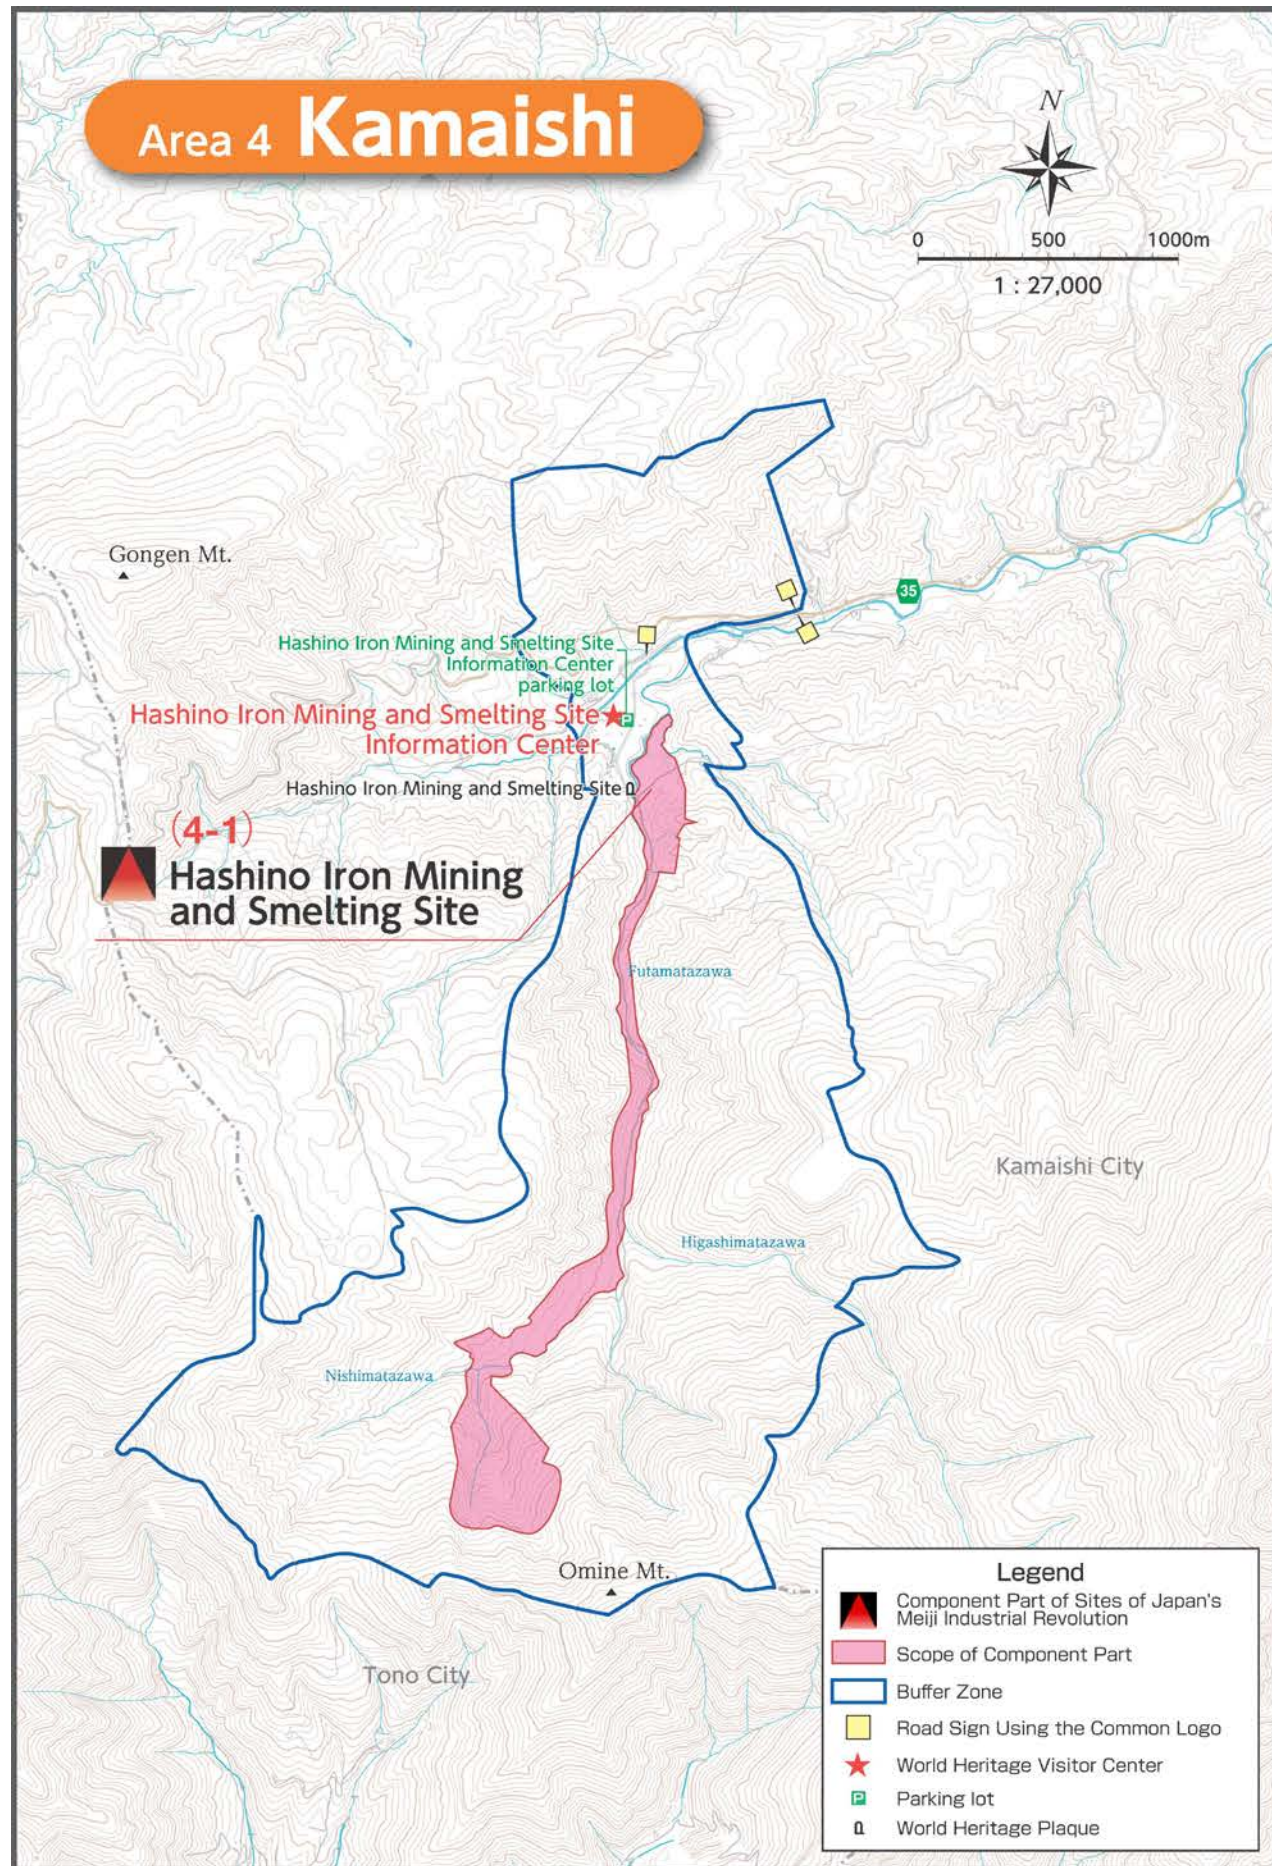 Area 4 Kamaishi
N
0 500 1000m
1 : 27,000
Gongen Mt.
35
Hashino Iron Mining and Smelting Site
Information Center
parking lot
Hashino Iron Mining and Smelting Site
Information Center
P
Hashino Iron Mining and Smelting Site
(4-1)
Hashino Iron Mining
and Smelting Site
Futamatazawa
Kamaishi City
Higashimatazawa
Nishimatazawa
Omine Mt.
Tono City
Legend
Component Part of Sites of Japan's
Meiji Industrial Revolution
Scope of Component Part
Buffer Zone
Road Sign Using the Common Logo
World Heritage Visitor Center
P Parking lot
World Heritage Plaque